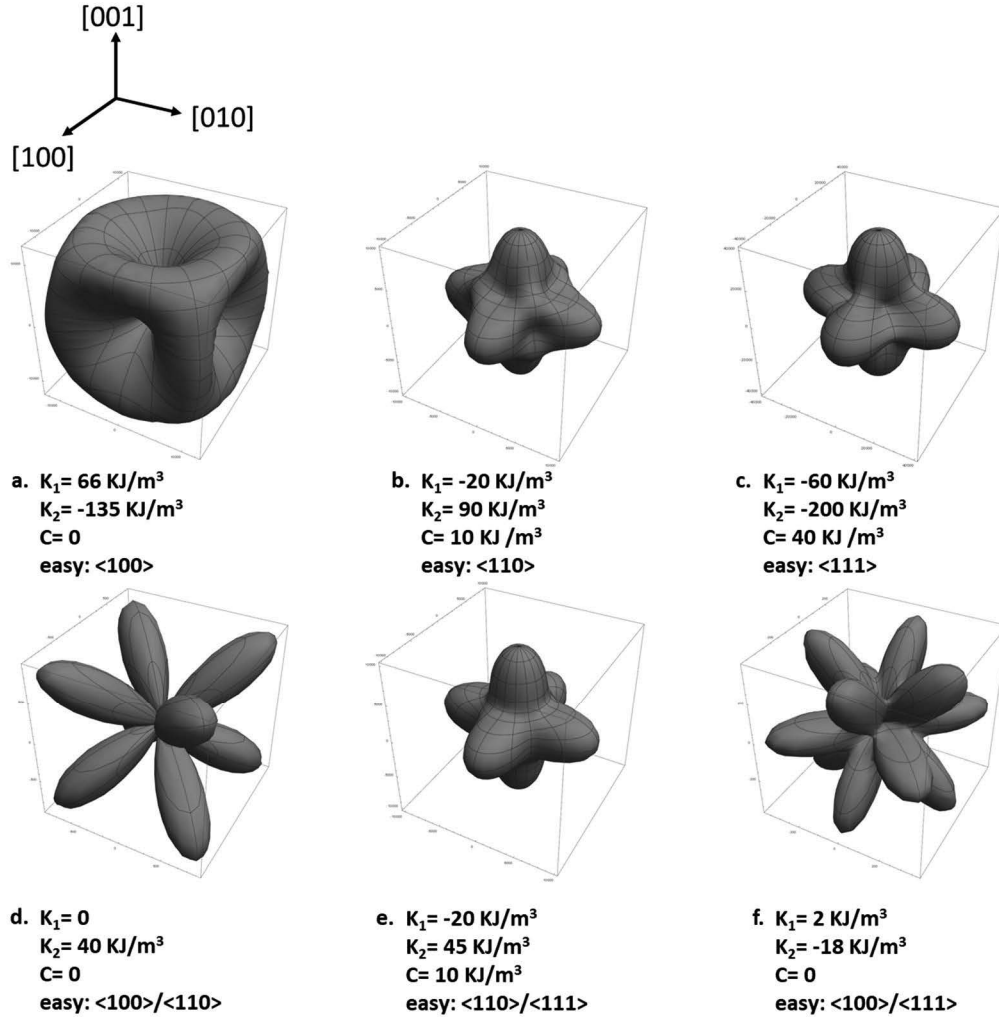 [001]
[010]
[100]
a. K₁= 66 KJ/m³
K₂= -135 KJ/m³
C= 0
easy: <100>
b. K₁= -20 KJ/m³
K₂= 90 KJ/m³
C= 10 KJ /m³
easy: <110>
c. K₁= -60 KJ/m³
K₂= -200 KJ/m³
C= 40 KJ /m³
easy: <111>
d. K₁= 0
K₂= 40 KJ/m³
C= 0
easy: <100>/<110>
e. K₁= -20 KJ/m³
K₂= 45 KJ/m³
C= 10 KJ/m³
easy: <110>/<111>
f. K₁= 2 KJ/m³
K₂= -18 KJ/m³
C= 0
easy: <100>/<111>